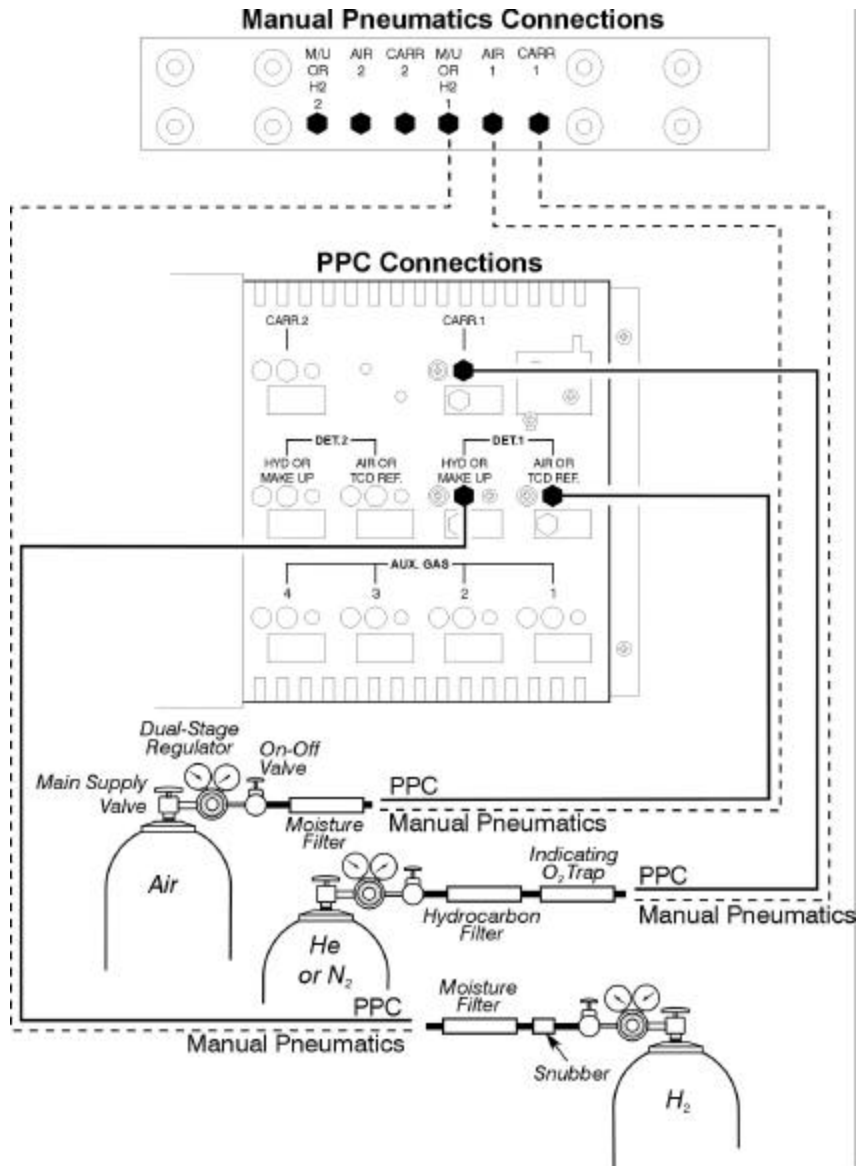 Manual Pneumatics Connections
M/U
OR
H2
2
AIR
2
CARR
2
M/U
OR
H2
1
AIR
1
CARR
1
PPC Connections
CARR.2
CARR.1
DET.2
DET.1
HYD OR
MAKE UP
AIR OR
TCD REF.
HYD OR
MAKE UP
AIR OR
TCD REF.
AUX. GAS
4
3
2
1
Dual-Stage
Regulator
On-Off
Valve
Main Supply
Valve
PPC
Manual Pneumatics
Moisture
Filter
Air
Indicating
O₂ Trap
PPC
Manual Pneumatics
Hydrocarbon
Filter
He
or N₂
PPC
Manual Pneumatics
Moisture
Filter
Snubber
H₂